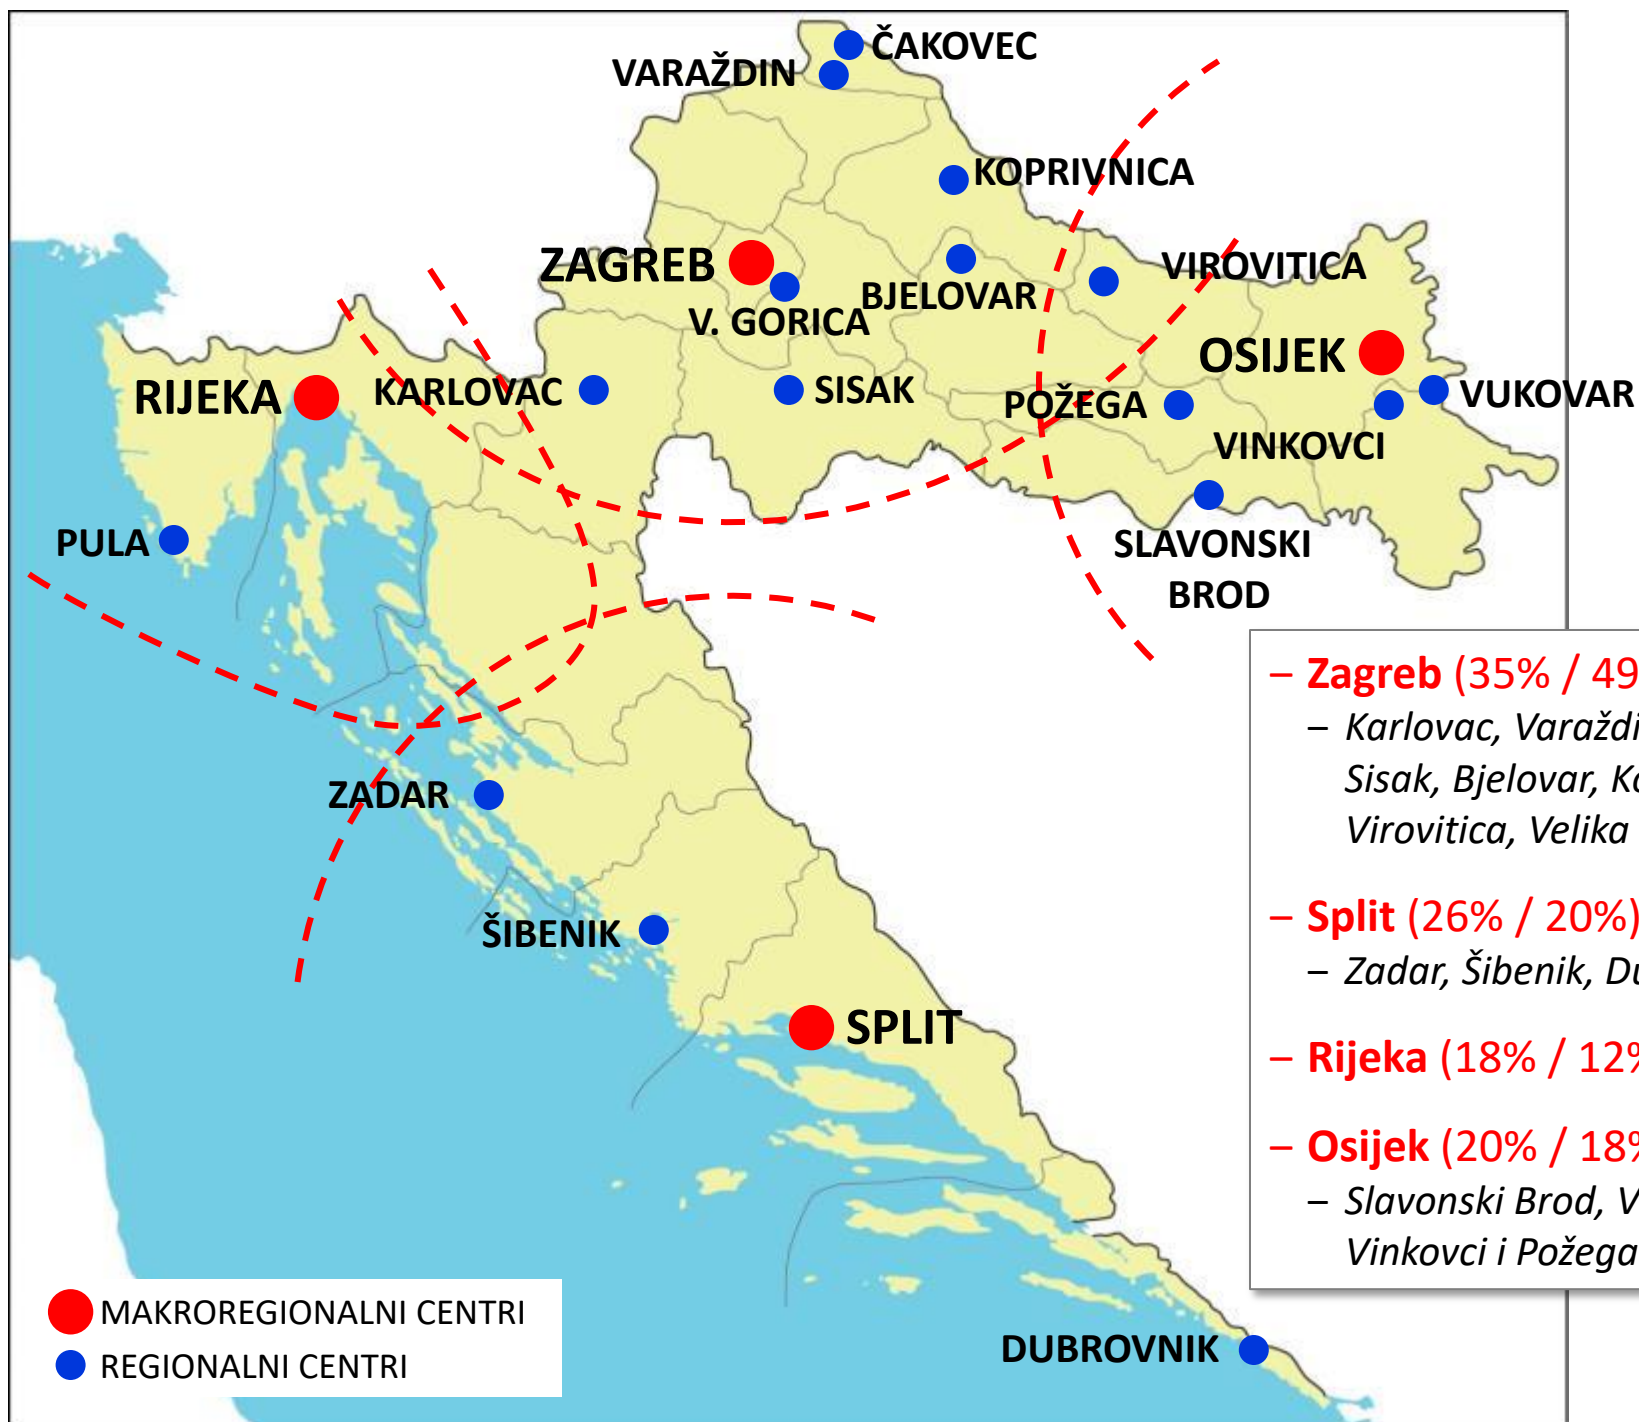 ČAKOVEC
VARAŽDIN
KOPRIVNICA
ZAGREB
VIROVITICA
BJELOVAR
V. GORICA
OSIJEK
RIJEKA
KARLOVAC
SISAK
POŽEGA
VUKOVAR
VINKOVCI
PULA
SLAVONSKI
BROD
ZADAR
ŠIBENIK
SPLIT
DUBROVNIK
– Zagreb (35% / 49
– Karlovac, Varaždi
Sisak, Bjelovar, Ko
Virovitica, Velika
– Split (26% / 20%)
– Zadar, Šibenik, Du
– Rijeka (18% / 12%
– Osijek (20% / 18%
– Slavonski Brod, V
Vinkovci i Požega
MAKROREGIONALNI CENTRI
REGIONALNI CENTRI